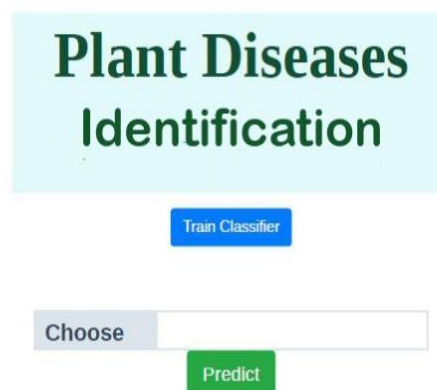 Plant Diseases
Identification
Train Classifier
Choose
Predict